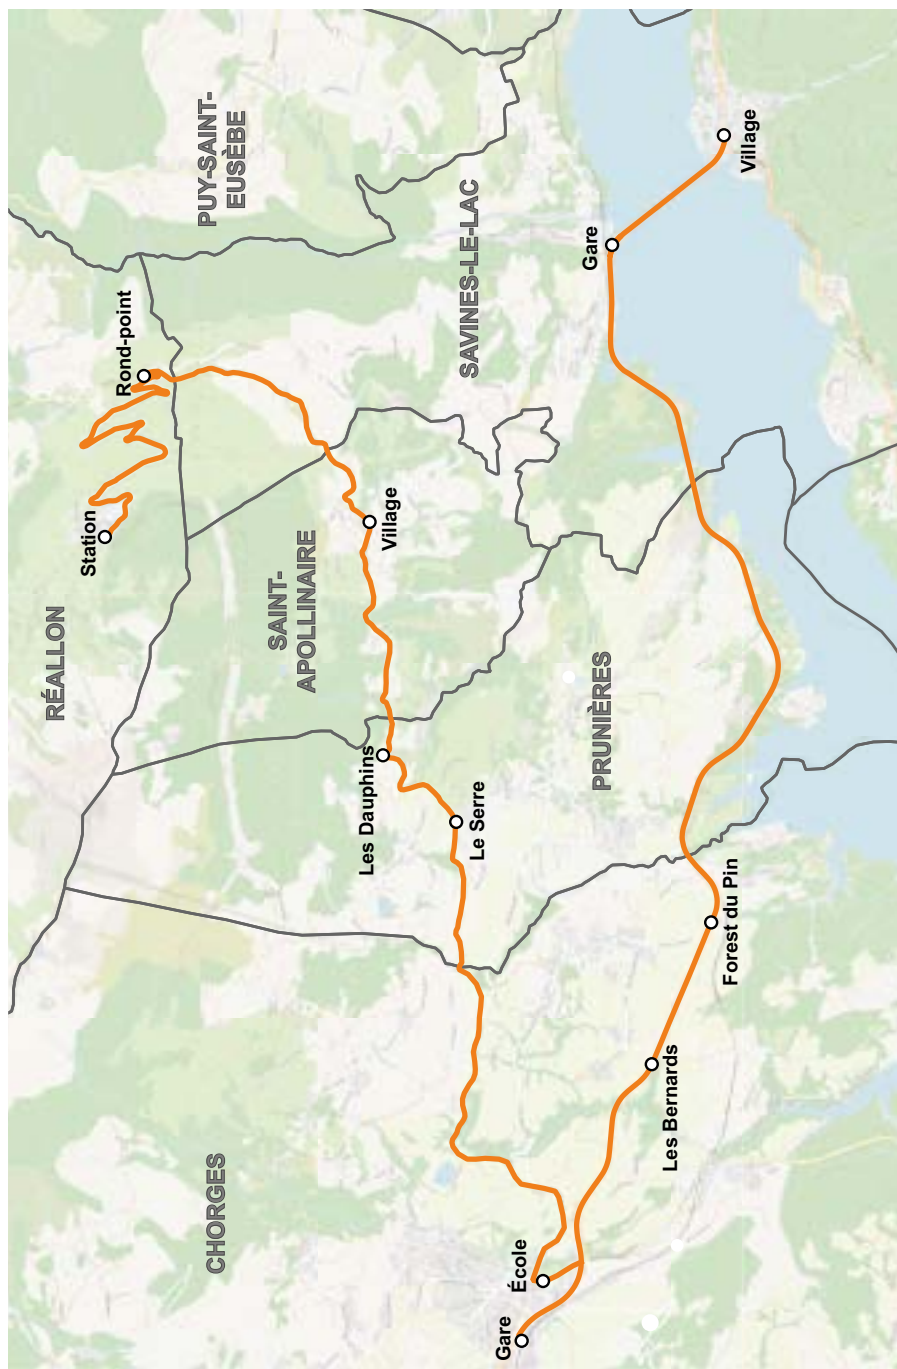 RÉALLON
Station
Rond-point
PUY-SAINT-
EUSÈBE
CHORGES
SAINT-
APOLLINAIRE
Les Dauphins
Village
SAVINES-LE-LAC
Le Serre
Gare
École
Gare
PRUNIÈRES
Les Bernards
Forest du Pin
Village